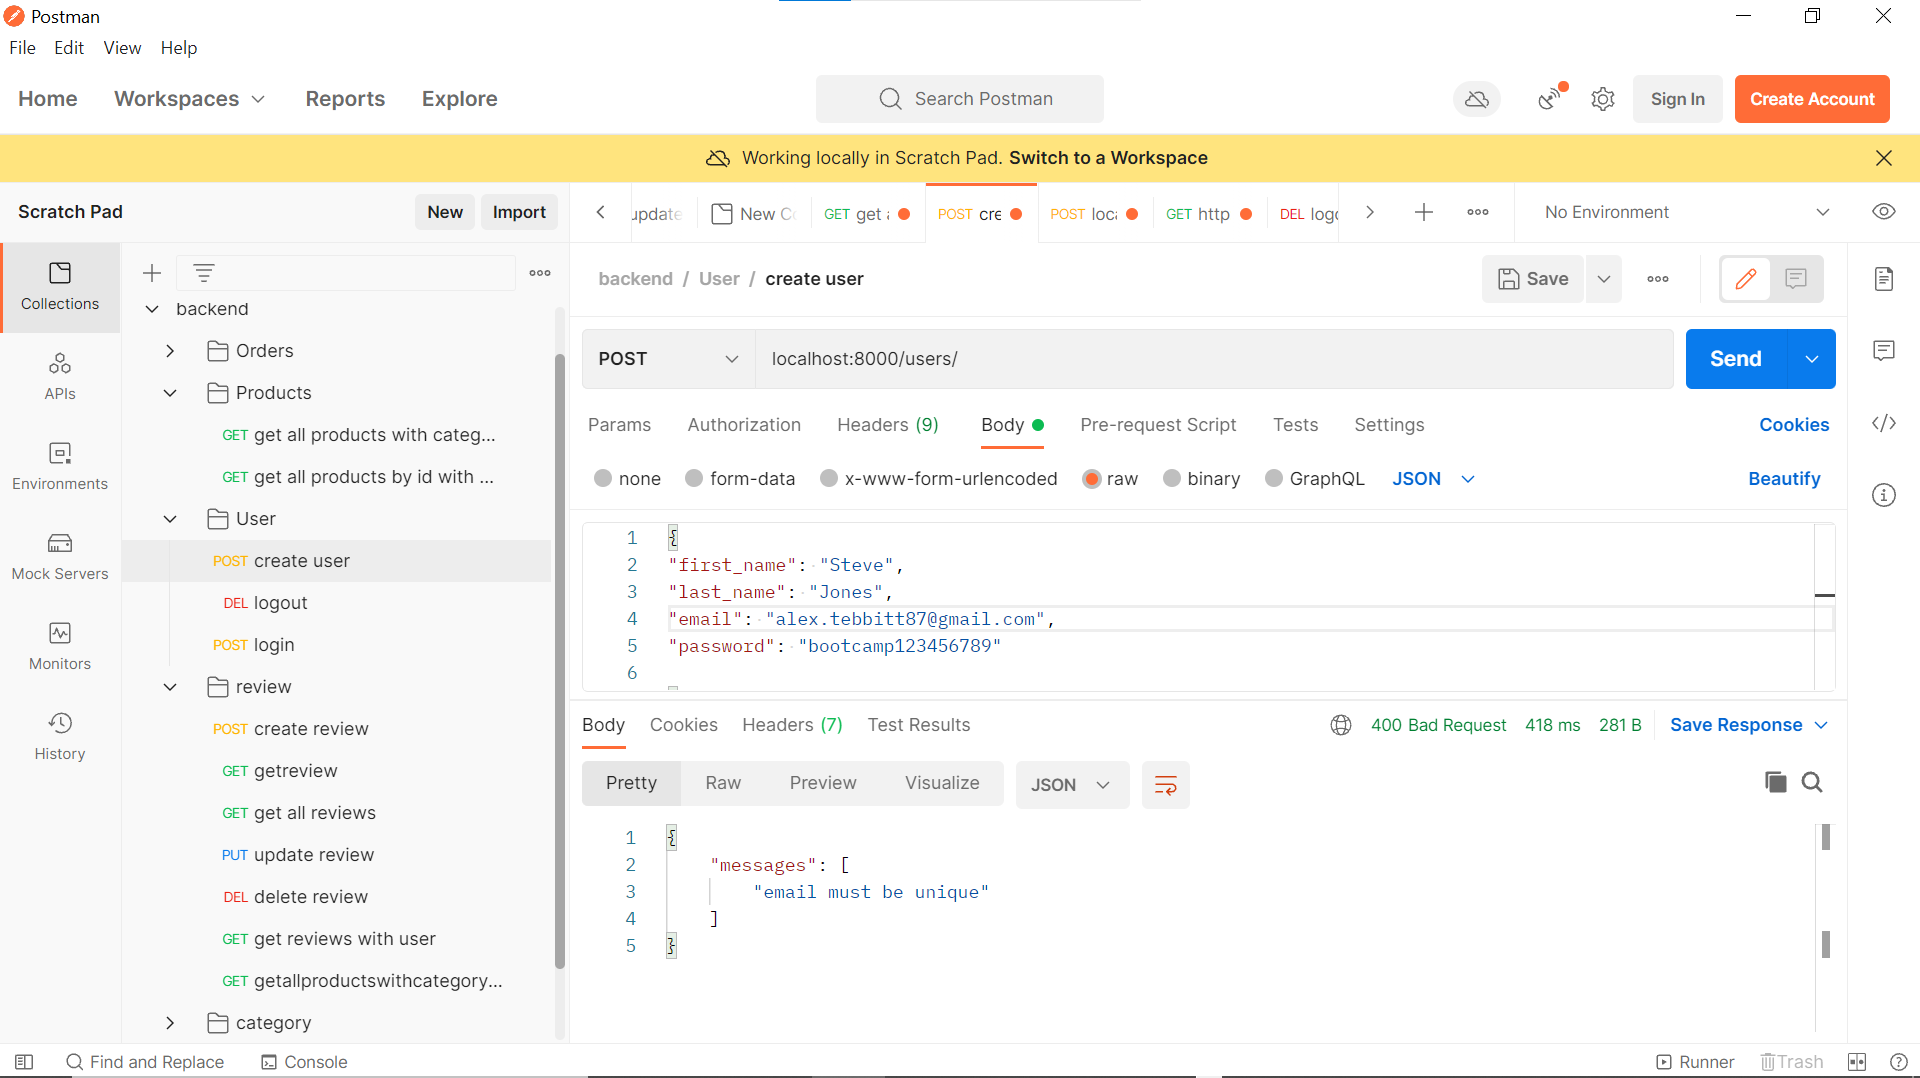 Postman
File Edit View Help
Home Workspaces Reports Explore
Search Postman
Sign In
Create Account
Working locally in Scratch Pad. Switch to a Workspace
Scratch Pad
New
Import
update
New Co
GET get a
POST cre
POST loca
GET http
DEL logo
No Environment
Collections
APIs
Environments
Mock Servers
Monitors
History
backend
Orders
Products
GET get all products with categ...
GET get all products by id with ...
User
POST create user
DEL logout
POST login
review
POST create review
GET getreview
GET get all reviews
PUT update review
DEL delete review
GET get reviews with user
GET getallproductswithcategory...
category
backend / User / create user
Save
POST
localhost:8000/users/
Send
Params Authorization Headers (9) Body Pre-request Script Tests Settings
Cookies
none form-data x-www-form-urlencoded raw binary GraphQL JSON
Beautify
1 {
2 "first_name": "Steve",
3 "last_name": "Jones",
4 "email": "alex.tebbitt87@gmail.com",
5 "password": "bootcamp123456789"
6
Body Cookies Headers (7) Test Results
400 Bad Request 418 ms 281 B
Save Response
Pretty Raw Preview Visualize
JSON
1 {
2 "messages": [
3 "email must be unique"
4 ]
5 }
Find and Replace
Console
Runner
Trash